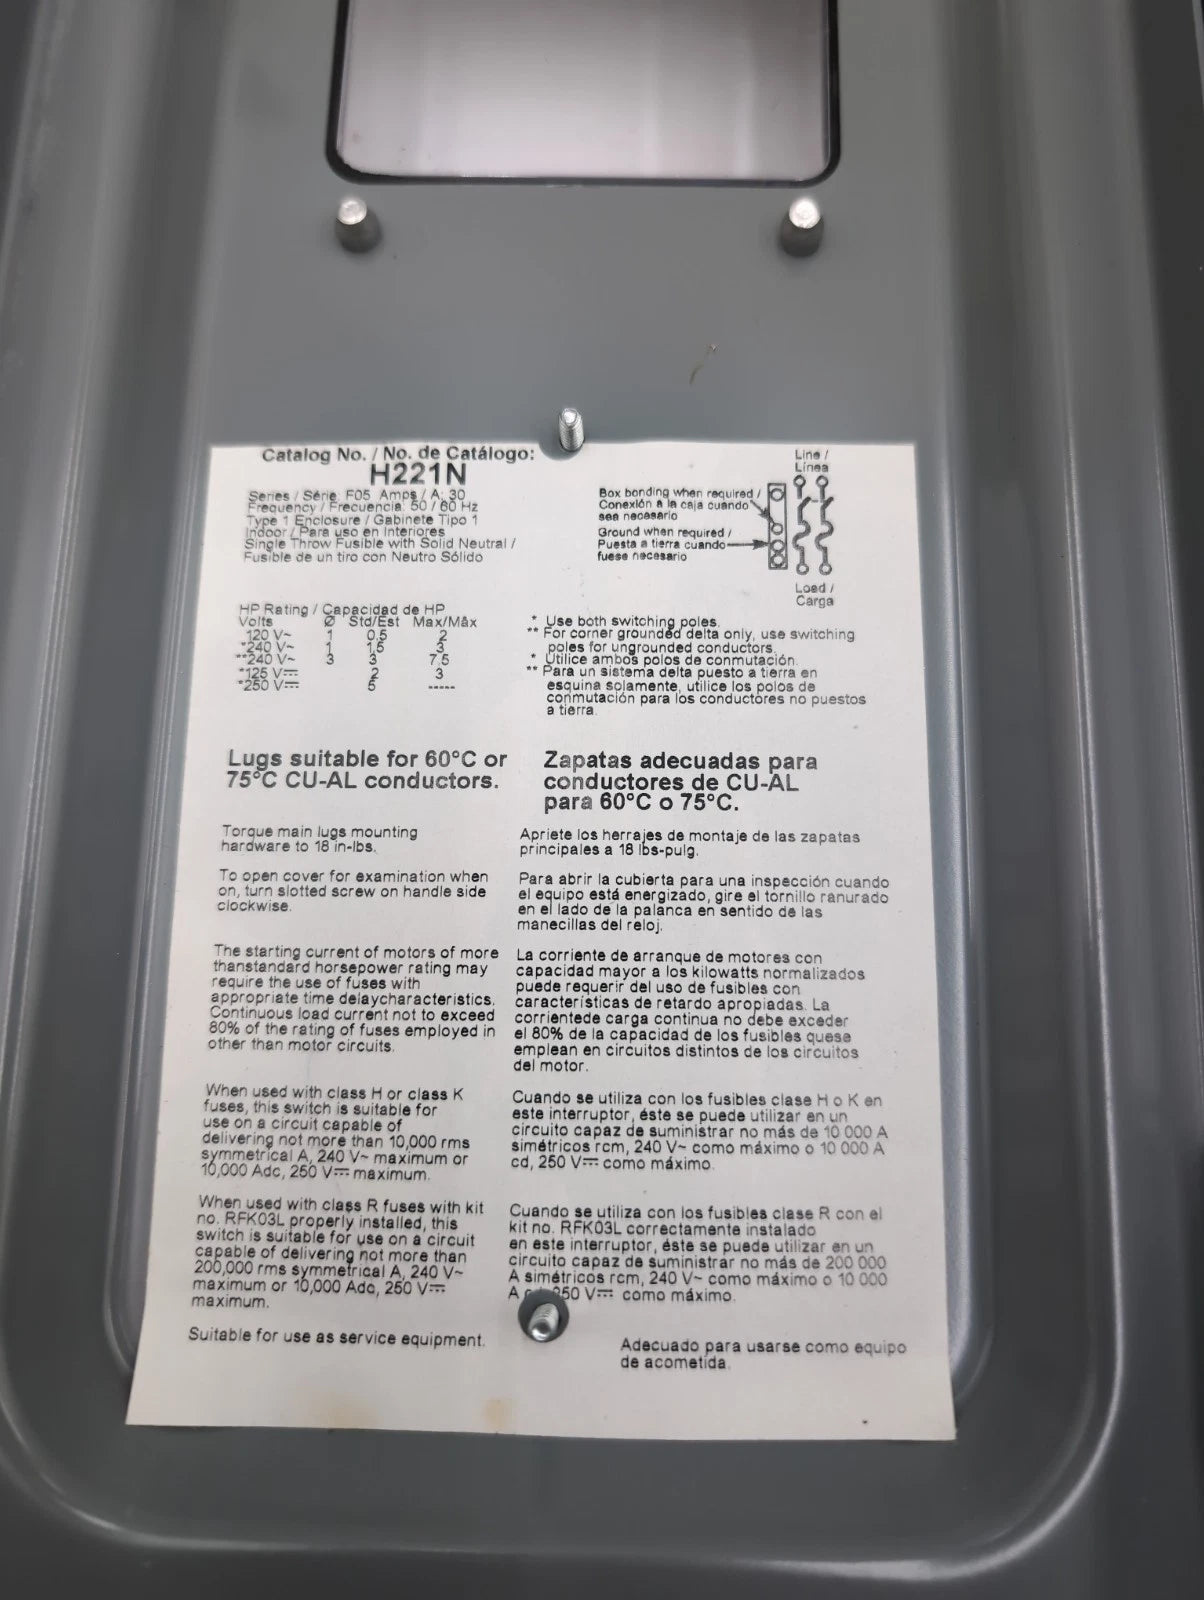 Catalog No. / No. de Catálogo:
H221N
Series / Série: F05 Amps / A: 30
Frequency / Frecuencia: 50 / 60 Hz
Type 1 Enclosure / Gabinete Tipo 1
Indoor / Para uso en Interiores
Single Throw Fusible with Solid Neutral /
Fusible de un tiro con Neutro Sólido
Line /
Línea
Box bonding when required /
Conexión a la caja cuando
sea necesario
Ground when required /
Puesta a tierra cuando
fuese necesario
Load /
Carga
HP Rating / Capacidad de HP
Volts Ø Std/Est Max/Máx
120 V~ 1 0,5 2
*240 V~ 1 1,5 3
**240 V~ 3 3 7,5
*125 V⎓ 2 3
*250 V⎓ 5 -----
* Use both switching poles.
** For corner grounded delta only, use switching
poles for ungrounded conductors.
* Utilice ambos polos de conmutación.
** Para un sistema delta puesto a tierra en
esquina solamente, utilice los polos de
conmutación para los conductores no puestos
a tierra.
Lugs suitable for 60°C or
75°C CU-AL conductors.
Zapatas adecuadas para
conductores de CU-AL
para 60°C o 75°C.
Torque main lugs mounting
hardware to 18 in-lbs.
Apriete los herrajes de montaje de las zapatas
principales a 18 lbs-pulg.
To open cover for examination when
on, turn slotted screw on handle side
clockwise.
Para abrir la cubierta para una inspección cuando
el equipo está energizado, gire el tornillo ranurado
en el lado de la palanca en sentido de las
manecillas del reloj.
The starting current of motors of more
thanstandard horsepower rating may
require the use of fuses with
appropriate time delaycharacteristics.
Continuous load current not to exceed
80% of the rating of fuses employed in
other than motor circuits.
La corriente de arranque de motores con
capacidad mayor a los kilowatts normalizados
puede requerir del uso de fusibles con
características de retardo apropiadas. La
corrientede carga continua no debe exceder
el 80% de la capacidad de los fusibles quese
emplean en circuitos distintos de los circuitos
del motor.
When used with class H or class K
fuses, this switch is suitable for
use on a circuit capable of
delivering not more than 10,000 rms
symmetrical A, 240 V~ maximum or
10,000 Adc, 250 V⎓ maximum.
Cuando se utiliza con los fusibles clase H o K en
este interruptor, éste se puede utilizar en un
circuito capaz de suministrar no más de 10 000 A
simétricos rcm, 240 V~ como máximo o 10 000 A
cd, 250 V⎓ como máximo.
When used with class R fuses with kit
no. RFK03L properly installed, this
switch is suitable for use on a circuit
capable of delivering not more than
200,000 rms symmetrical A, 240 V~
maximum or 10,000 Adc, 250 V⎓
maximum.
Cuando se utiliza con los fusibles clase R con el
kit no. RFK03L correctamente instalado
en este interruptor, éste se puede utilizar en un
circuito capaz de suministrar no más de 200 000
A simétricos rcm, 240 V~ como máximo o 10 000
A 50 V⎓ como máximo.
Suitable for use as service equipment.
Adecuado para usarse como equipo
de acometida.